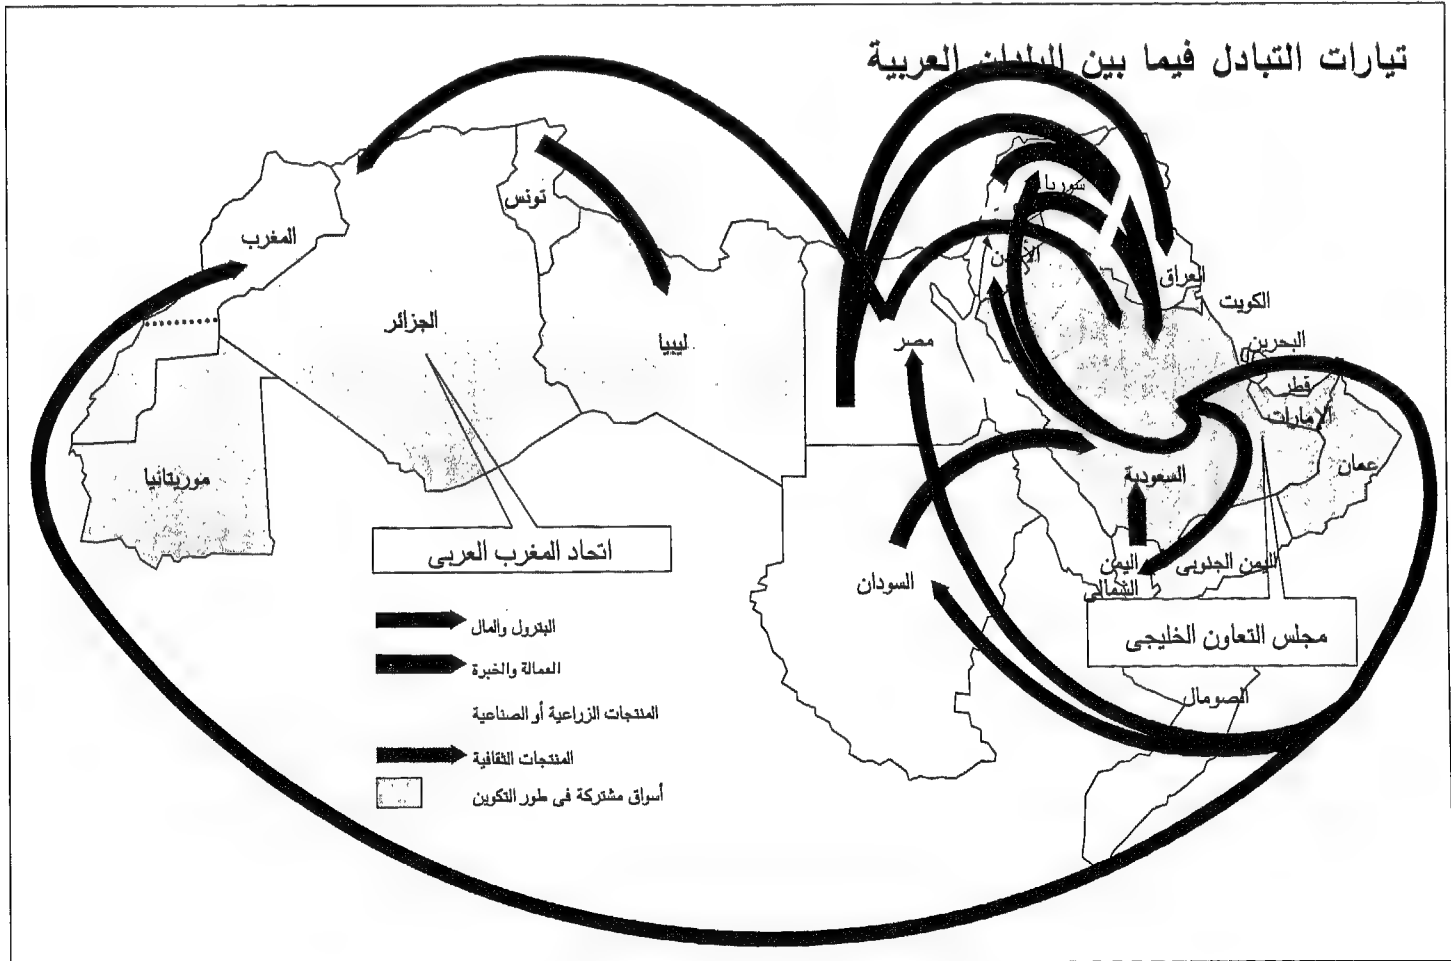 تيارات التبادل فيما بين البلدان العربية
سوريا
تونس
المغرب
الأردن
العراق
الكويت
الجزائر
ليبيا
مصر
البحرين
قطر
الإمارات
عمان
موريتانيا
السعودية
اتحاد المغرب العربى
اليمن
الشمالى
اليمن الجنوبى
السودان
مجلس التعاون الخليجى
الصومال
البترول والمال
العمالة والخبرة
المنتجات الزراعية أو الصناعية
المنتجات الثقافية
أسواق مشتركة فى طور التكوين